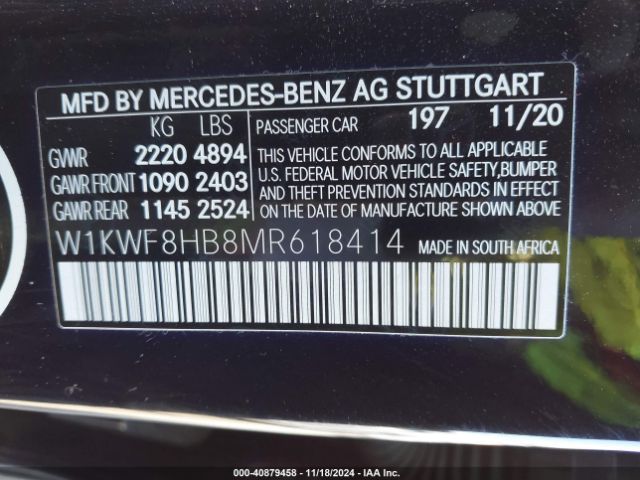 MFD BY MERCEDES-BENZ AG STUTTGART
KG LBS
GVWR 2220 4894
GAWR FRONT 1090 2403
GAWR REAR 1145 2524
PASSENGER CAR 197 11/20
THIS VEHICLE CONFORMS TO ALL APPLICABLE
U.S. FEDERAL MOTOR VEHICLE SAFETY,BUMPER
AND THEFT PREVENTION STANDARDS IN EFFECT
ON THE DATE OF MANUFACTURE SHOWN ABOVE
W1KWF8HB8MR618414 MADE IN SOUTH AFRICA
000-40879458 - 11/18/2024 - IAAI.COM